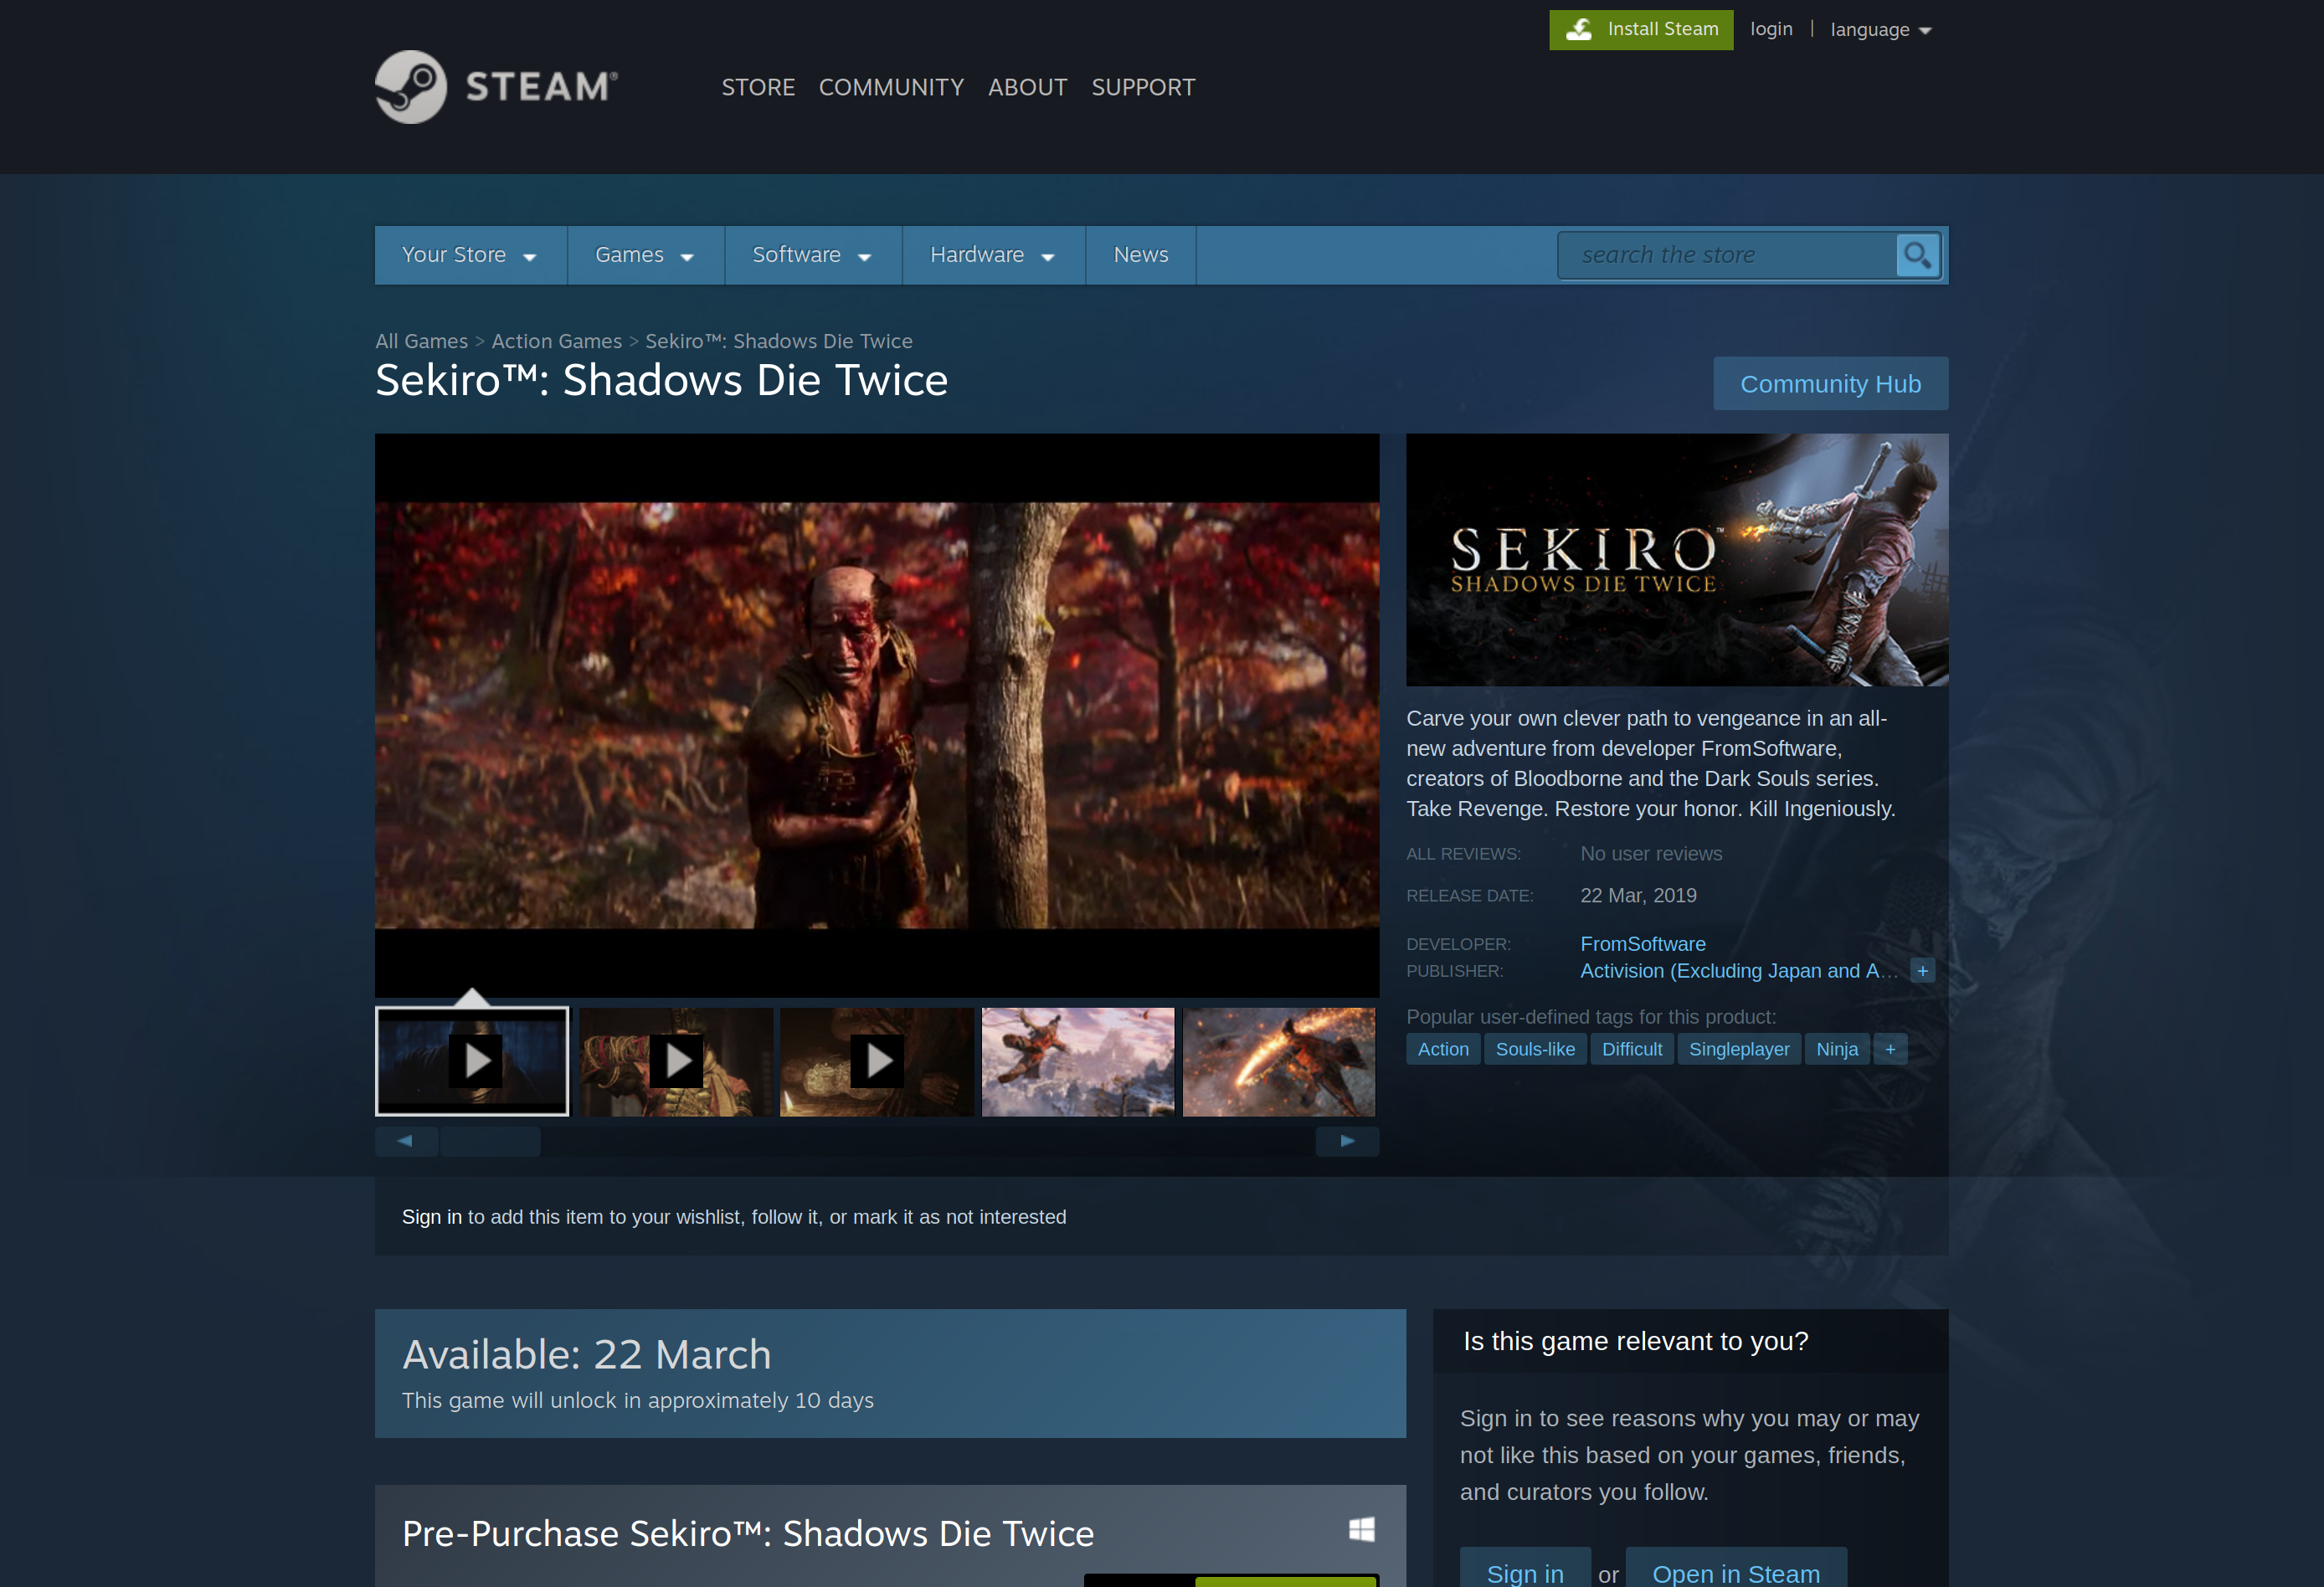 Install Steam login | language
STEAM®
STORE COMMUNITY ABOUT SUPPORT
Your Store Games Software Hardware News search the store
All Games > Action Games > Sekiro™: Shadows Die Twice
Sekiro™: Shadows Die Twice
Community Hub
SEKIRO™
SHADOWS DIE TWICE
Carve your own clever path to vengeance in an all-
new adventure from developer FromSoftware,
creators of Bloodborne and the Dark Souls series.
Take Revenge. Restore your honor. Kill Ingeniously.
ALL REVIEWS: No user reviews
RELEASE DATE: 22 Mar, 2019
DEVELOPER: FromSoftware
PUBLISHER: Activision (Excluding Japan and A... +
Popular user-defined tags for this product:
Action Souls-like Difficult Singleplayer Ninja +
Sign in to add this item to your wishlist, follow it, or mark it as not interested
Available: 22 March
This game will unlock in approximately 10 days
Is this game relevant to you?
Sign in to see reasons why you may or may
not like this based on your games, friends,
and curators you follow.
Sign in or Open in Steam
Pre-Purchase Sekiro™: Shadows Die Twice